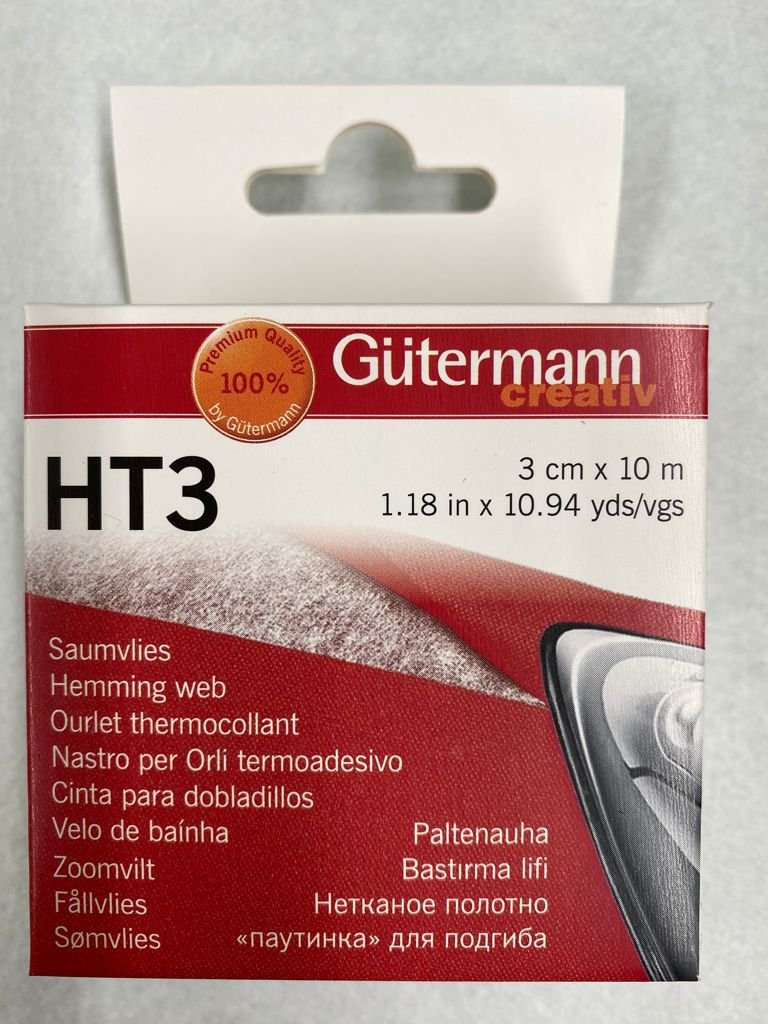 Premium Quality
100%
by Gütermann
Gütermann
creativ
HT3
3 cm x 10 m
1.18 in x 10.94 yds/vgs
Saumvlies
Hemming web
Ourlet thermocollant
Nastro per Orli termoadesivo
Cinta para dobladillos
Velo de baínha
Zoomvilt
Fållvlies
Sømvlies
Paltenauha
Bastırma lifi
Нетканое полотно
«паутинка» для подгиба